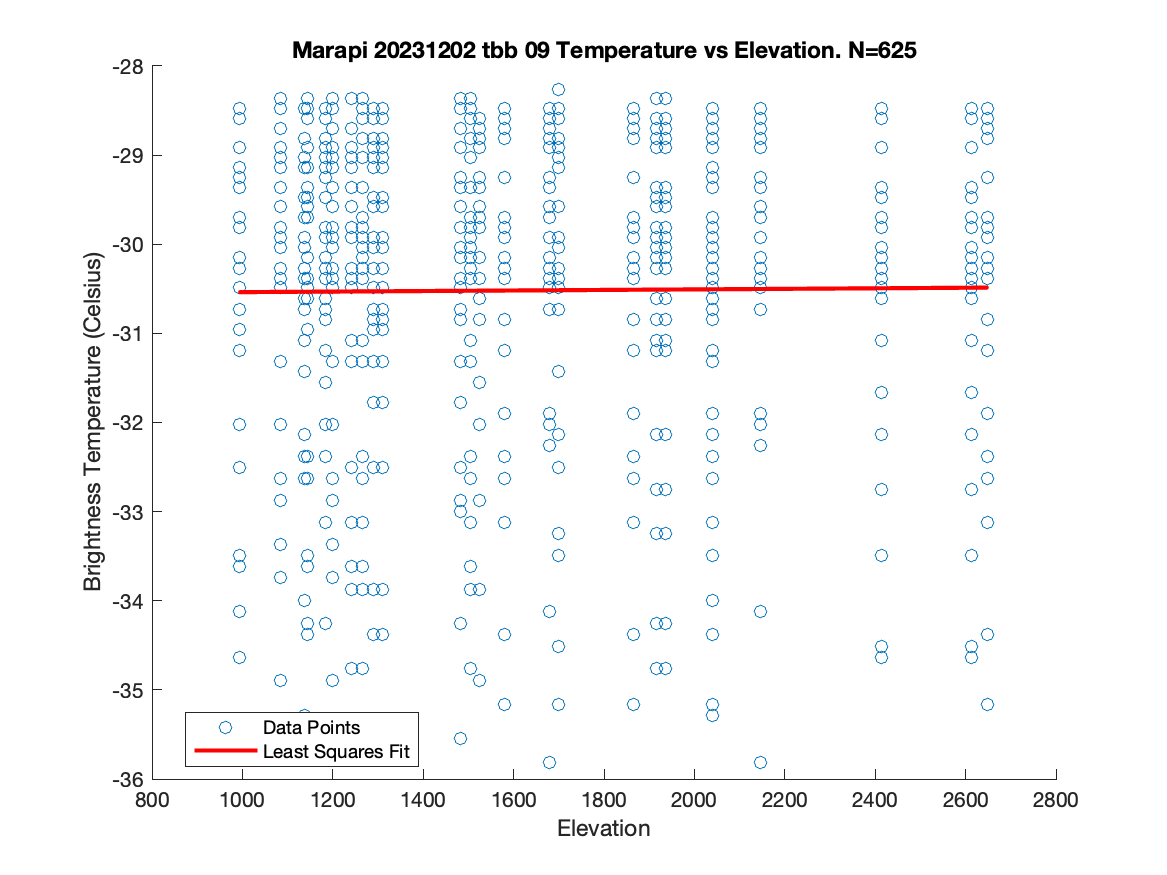 Marapi 20231202 tbb 09 Temperature vs Elevation. N=625
-28
-29
-30
-31
-32
-33
-34
-35
-36
Brightness Temperature (Celsius)
Data Points
Least Squares Fit
800 1000 1200 1400 1600 1800 2000 2200 2400 2600 2800
Elevation